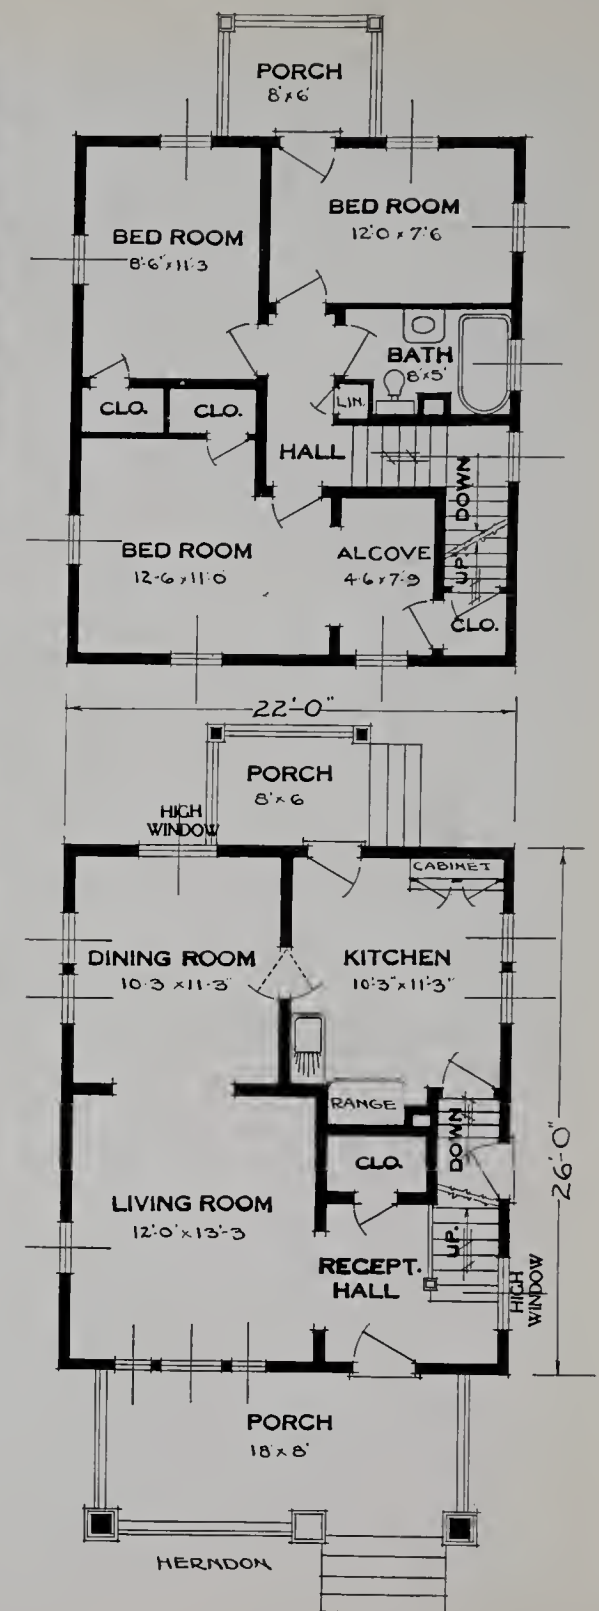 PORCH
8'x6'
BED ROOM
12'0 x 7'6
BED ROOM
8'-6" x 11'-3
BATH
8'x5'
LIN.
CLO.
CLO.
HALL
DOWN
UP.
BED ROOM
12-6 x 11'0
ALCOVE
4-6 x 7'-9
CLO.
22'-0"
PORCH
8'x6
HIGH
WINDOW
CABINET
DINING ROOM
10-3 x 11-3"
KITCHEN
10'-3" x 11'-3"
RANGE
DOWN
CLO.
26'-0"
LIVING ROOM
12'0" x 13'-3
UP.
RECEPT.
HALL
HIGH
WINDOW
PORCH
18'x8'
HERNDON